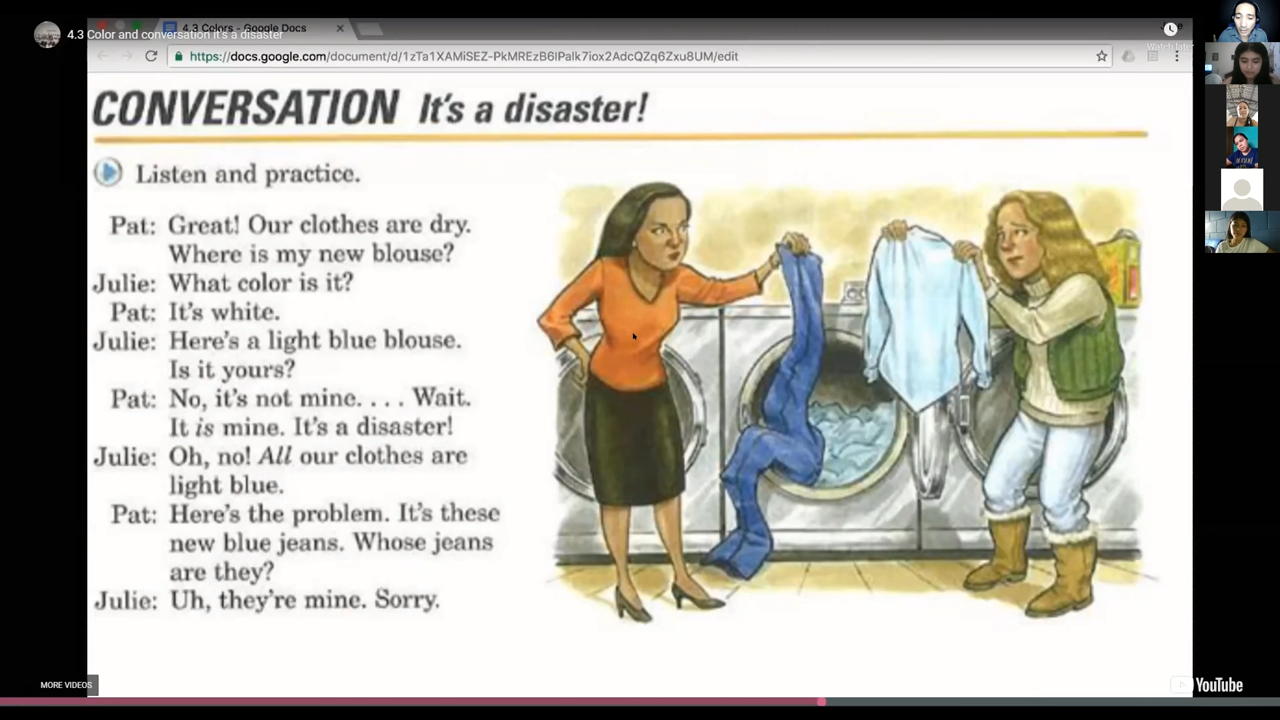 4.3 Colors - Google Docs
4.3 Color and conversation It's a disaster
Watch later
https://docs.google.com/document/d/1zTa1XAMiSEZ-PkMREzB6IPalk7iox2AdcQZq6Zxu8UM/edit
CONVERSATION It's a disaster!
Listen and practice.
Pat: Great! Our clothes are dry.
Where is my new blouse?
Julie: What color is it?
Pat: It's white.
Julie: Here's a light blue blouse.
Is it yours?
Pat: No, it's not mine. . . . Wait.
It is mine. It's a disaster!
Julie: Oh, no! All our clothes are
light blue.
Pat: Here's the problem. It's these
new blue jeans. Whose jeans
are they?
Julie: Uh, they're mine. Sorry.
MORE VIDEOS
YouTube